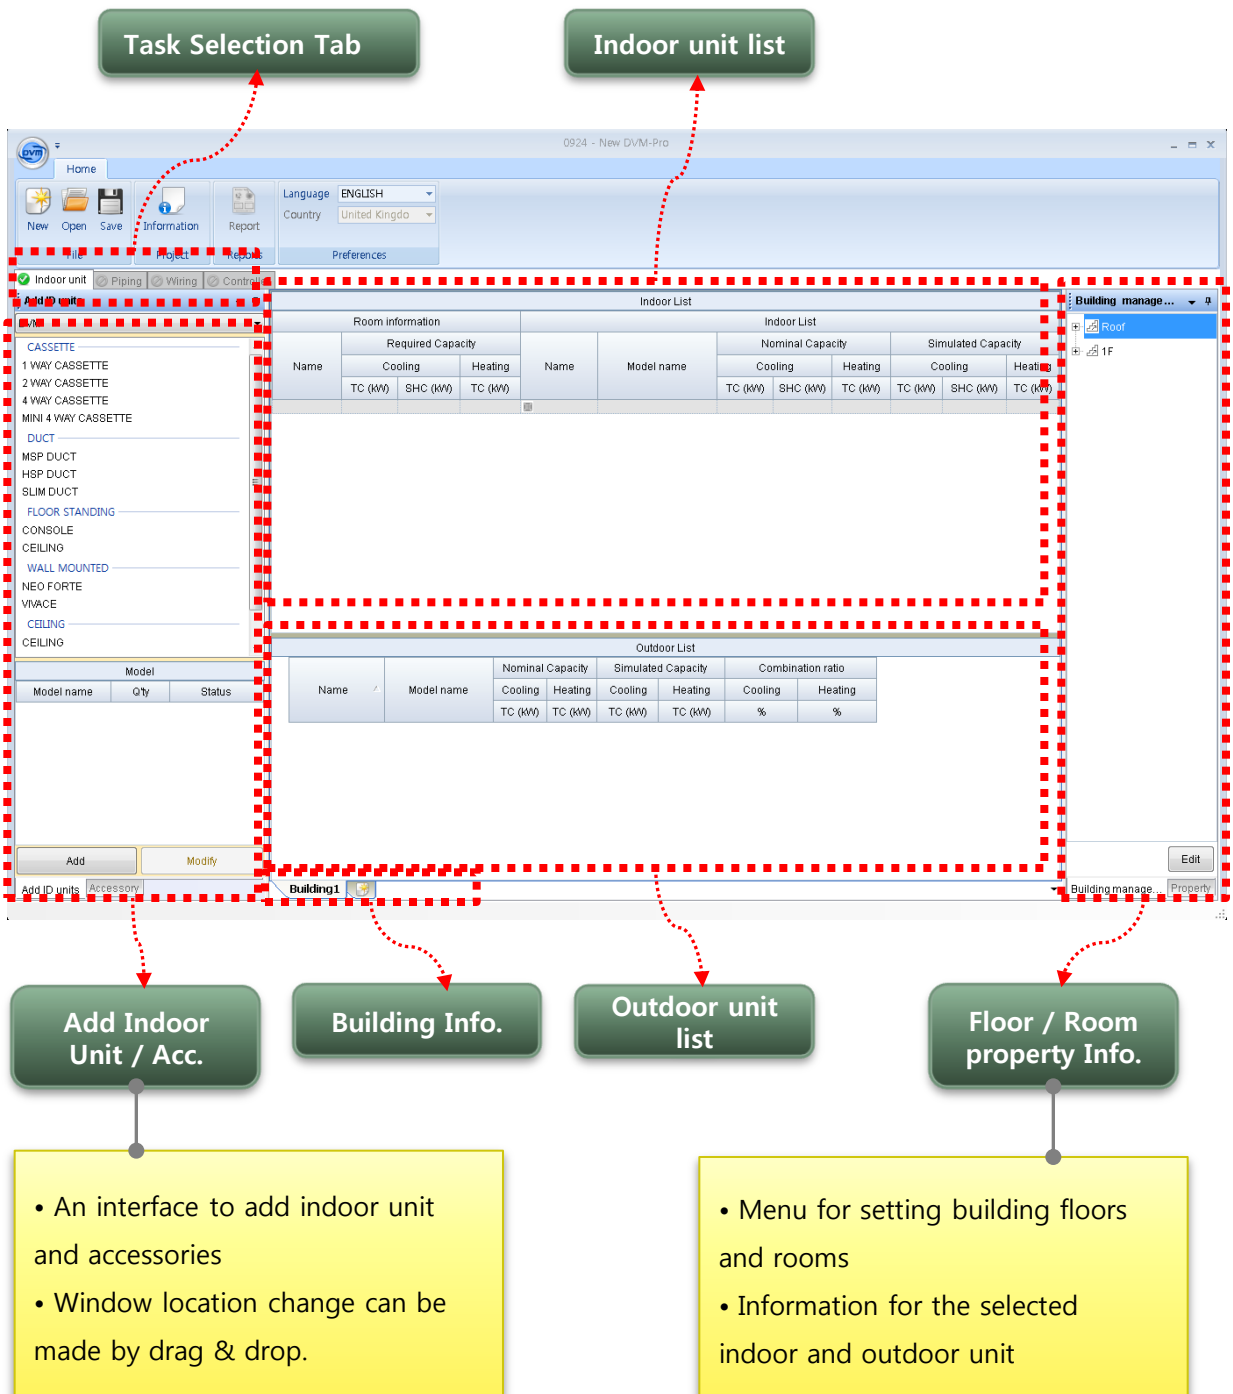 Task Selection Tab
Indoor unit list
DVM
0924 - New DVM-Pro
Home
New Open Save Information Report
Language ENGLISH
Country United Kingdo
File Project Reports Preferences
Indoor unit Piping Wiring Controller
Add ID units
Indoor List
Building manage...
Room information Indoor List
Name Required Capacity Name Model name Nominal Capacity Simulated Capacity
Cooling Heating Cooling Heating Cooling Heating
TC (kW) SHC (kW) TC (kW) TC (kW) SHC (kW) TC (kW) TC (kW) SHC (kW) TC (kW)
Roof
1F
CASSETTE
1 WAY CASSETTE
2 WAY CASSETTE
4 WAY CASSETTE
MINI 4 WAY CASSETTE
DUCT
MSP DUCT
HSP DUCT
SLIM DUCT
FLOOR STANDING
CONSOLE
CEILING
WALL MOUNTED
NEO FORTE
VIVACE
CEILING
CEILING
Model
Model name Q'ty Status
Outdoor List
Name Model name Nominal Capacity Simulated Capacity Combination ratio
Cooling Heating Cooling Heating Cooling Heating
TC (kW) TC (kW) TC (kW) TC (kW) % %
Add Modify
Edit
Add ID units Accessory
Building1
Building manage... Property
Add Indoor
Unit / Acc.
Building Info.
Outdoor unit
list
Floor / Room
property Info.
• An interface to add indoor unit
and accessories
• Window location change can be
made by drag & drop.
• Menu for setting building floors
and rooms
• Information for the selected
indoor and outdoor unit